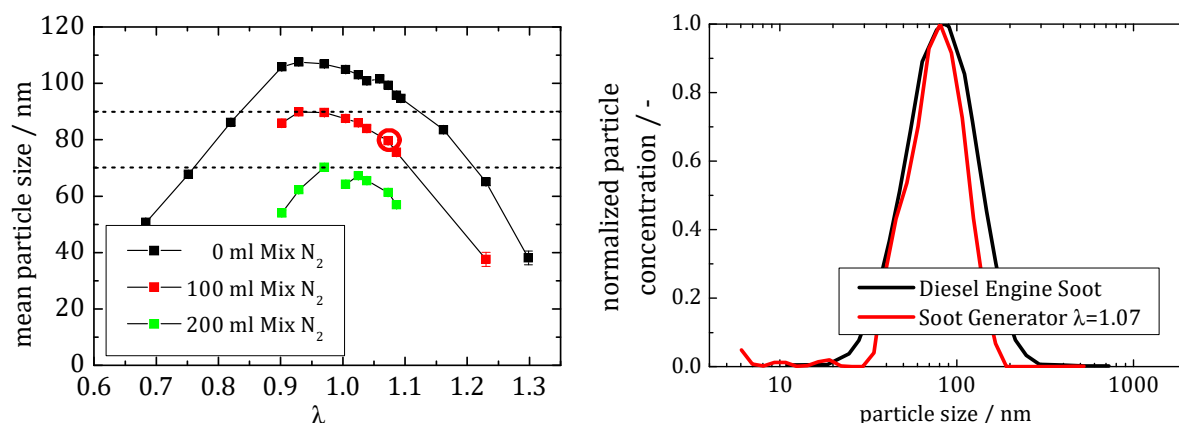 mean particle size / nm
120
100
80
60
40
20
0
0 ml Mix N₂
100 ml Mix N₂
200 ml Mix N₂
0.6 0.7 0.8 0.9 1.0 1.1 1.2 1.3
λ
normalized particle
concentration / -
1.0
0.8
0.6
0.4
0.2
0.0
Diesel Engine Soot
Soot Generator λ=1.07
10 100 1000
particle size / nm